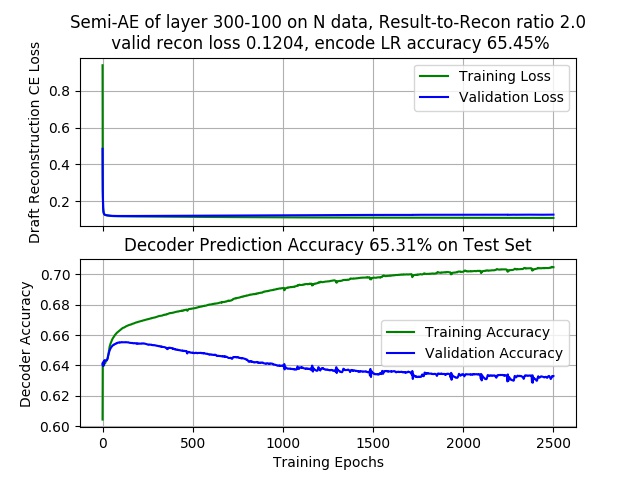 Semi-AE of layer 300-100 on N data, Result-to-Recon ratio 2.0
valid recon loss 0.1204, encode LR accuracy 65.45%
Draft Reconstruction CE Loss
0.8
0.6
0.4
0.2
Training Loss
Validation Loss
Decoder Prediction Accuracy 65.31% on Test Set
Decoder Accuracy
0.70
0.68
0.66
0.64
0.62
0.60
Training Accuracy
Validation Accuracy
0 500 1000 1500 2000 2500
Training Epochs